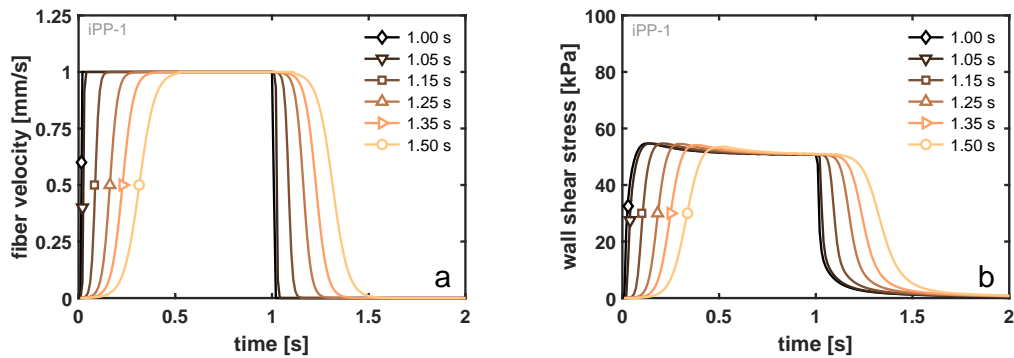 iPP-1
1.00 s
1.05 s
1.15 s
1.25 s
1.35 s
1.50 s
fiber velocity [mm/s]
1.25
1
0.75
0.5
0.25
0
0
0.5
1
1.5
2
time [s]
a
iPP-1
1.00 s
1.05 s
1.15 s
1.25 s
1.35 s
1.50 s
wall shear stress [kPa]
100
80
60
40
20
0
0
0.5
1
1.5
2
time [s]
b